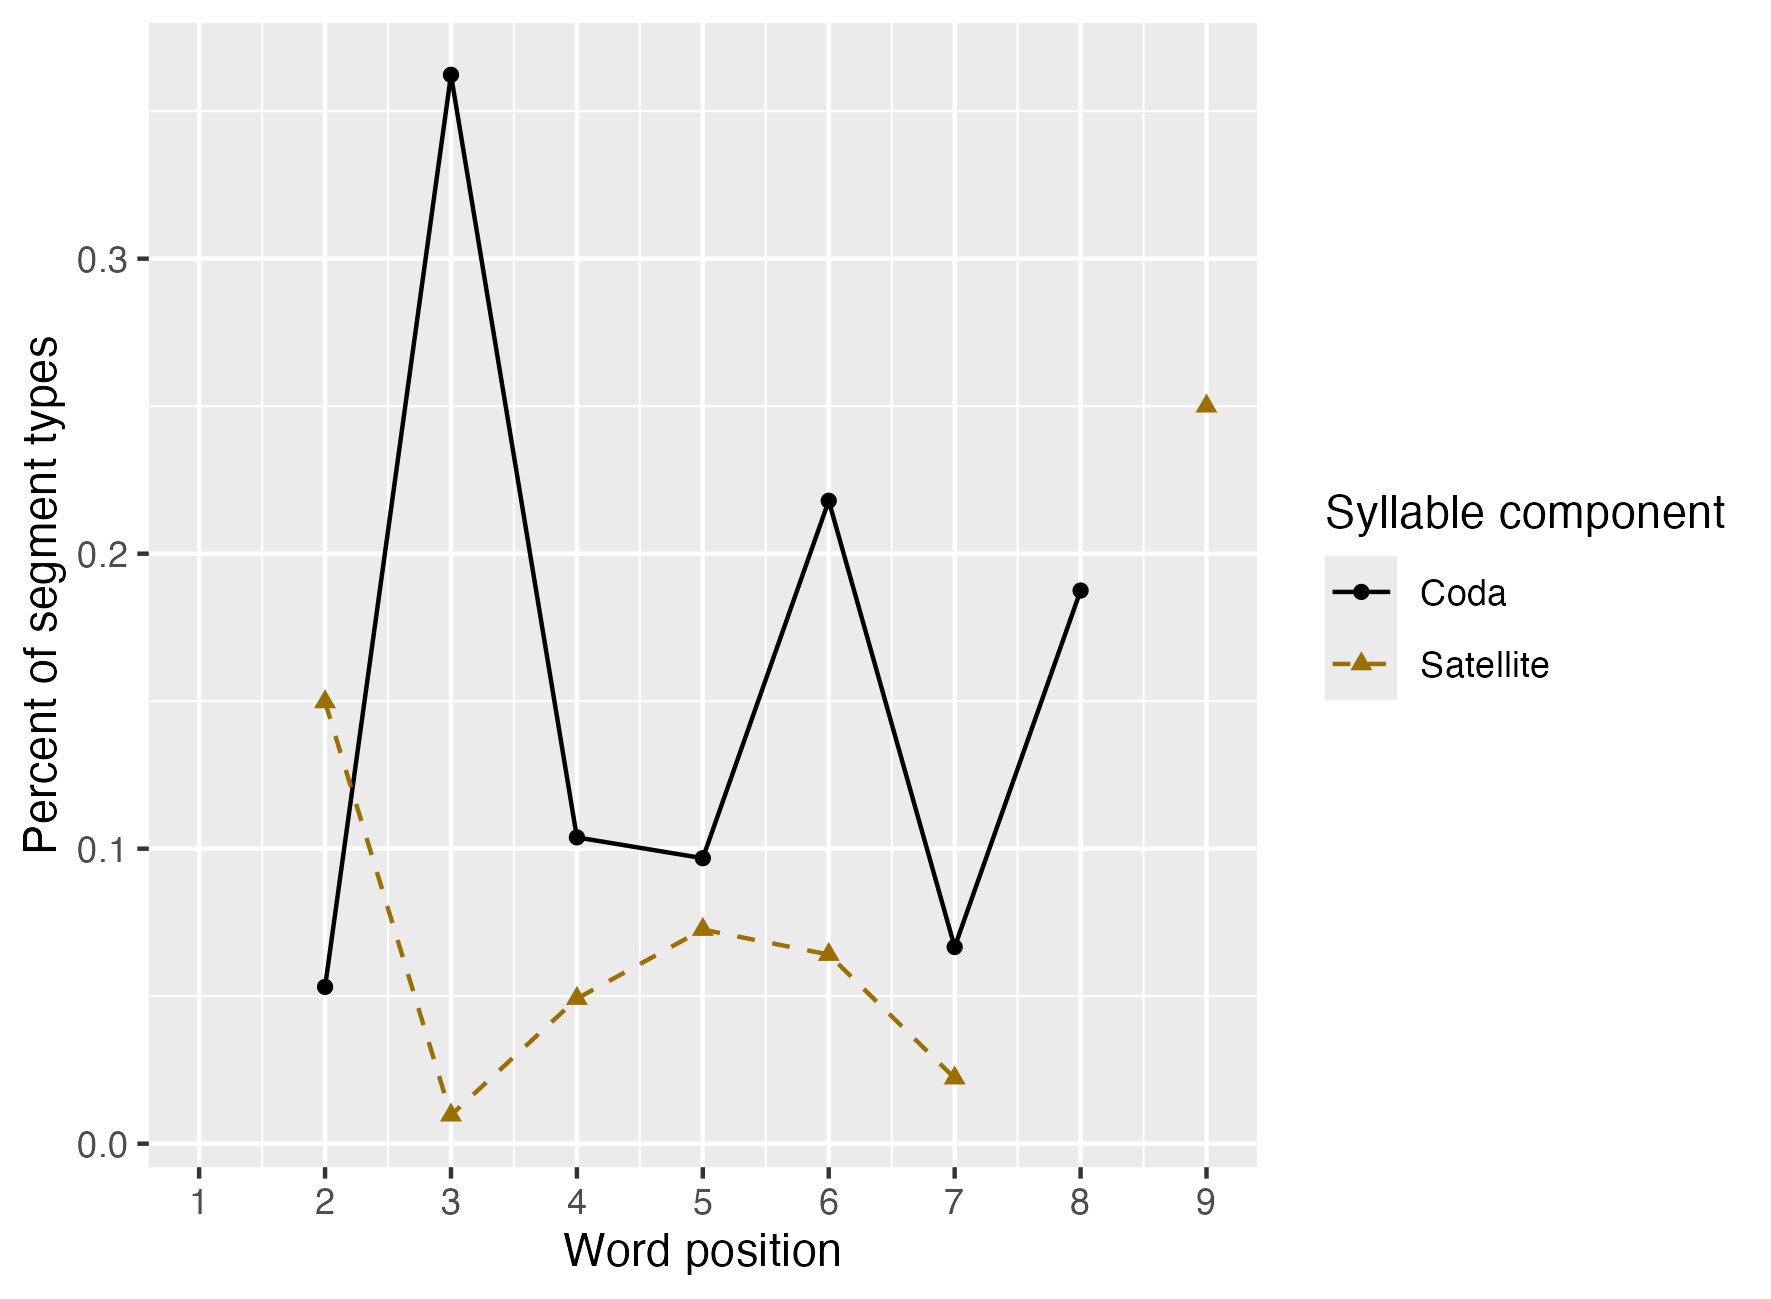 Percent of segment types
0.3
0.2
0.1
0.0
1 2 3 4 5 6 7 8 9
Word position
Syllable component
Coda
Satellite